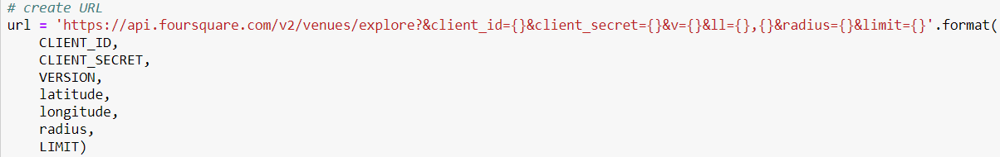 # create URL
url = 'https://api.foursquare.com/v2/venues/explore?&client_id={}&client_secret={}&v={}&ll={},{}&radius={}&limit={}'.format(
    CLIENT_ID,
    CLIENT_SECRET,
    VERSION,
    latitude,
    longitude,
    radius,
    LIMIT)